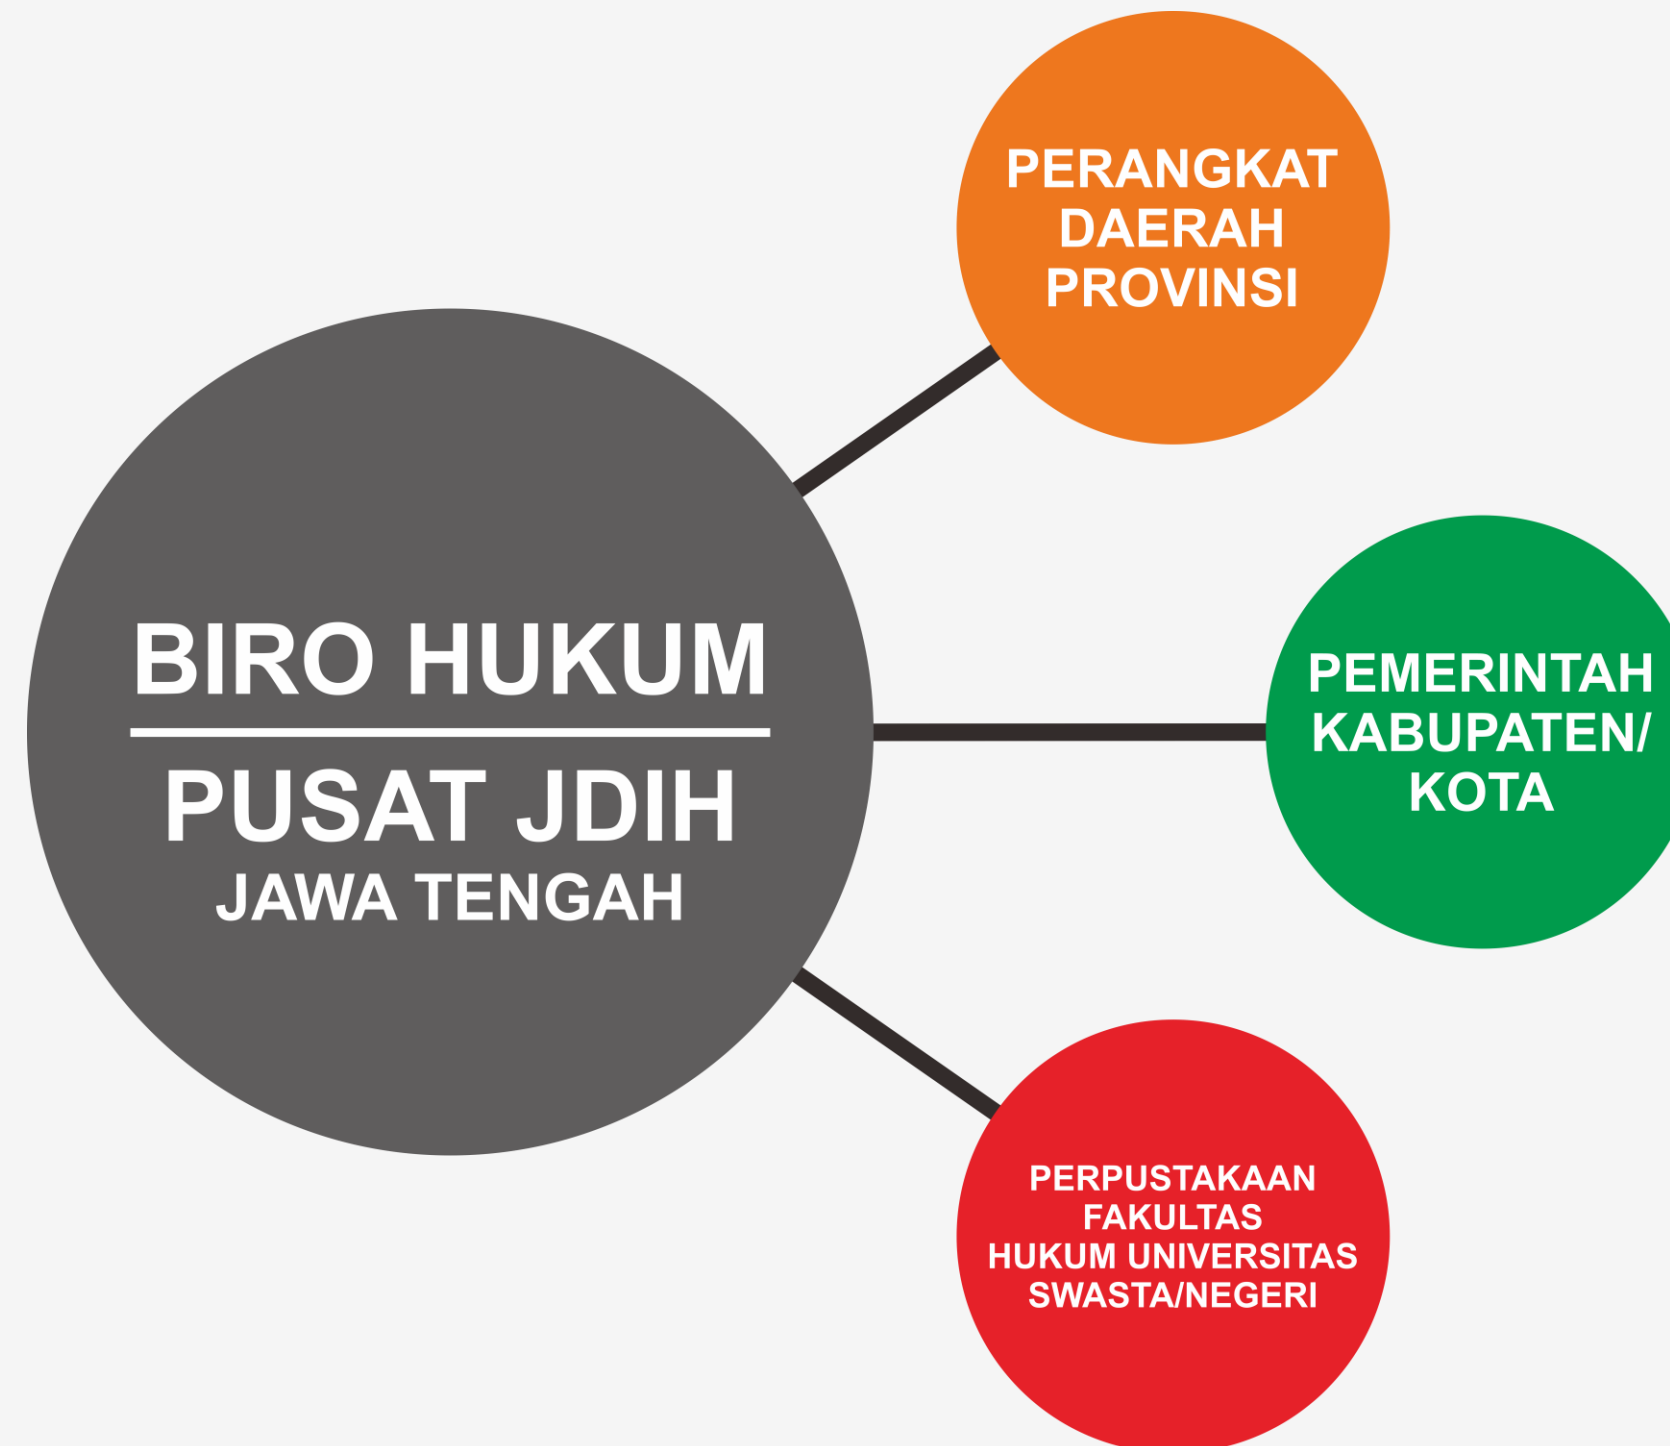 BIRO HUKUM
PUSAT JDIH
JAWA TENGAH
PERANGKAT
DAERAH
PROVINSI
PEMERINTAH
KABUPATEN/
KOTA
PERPUSTAKAAN
FAKULTAS
HUKUM UNIVERSITAS
SWASTA/NEGERI